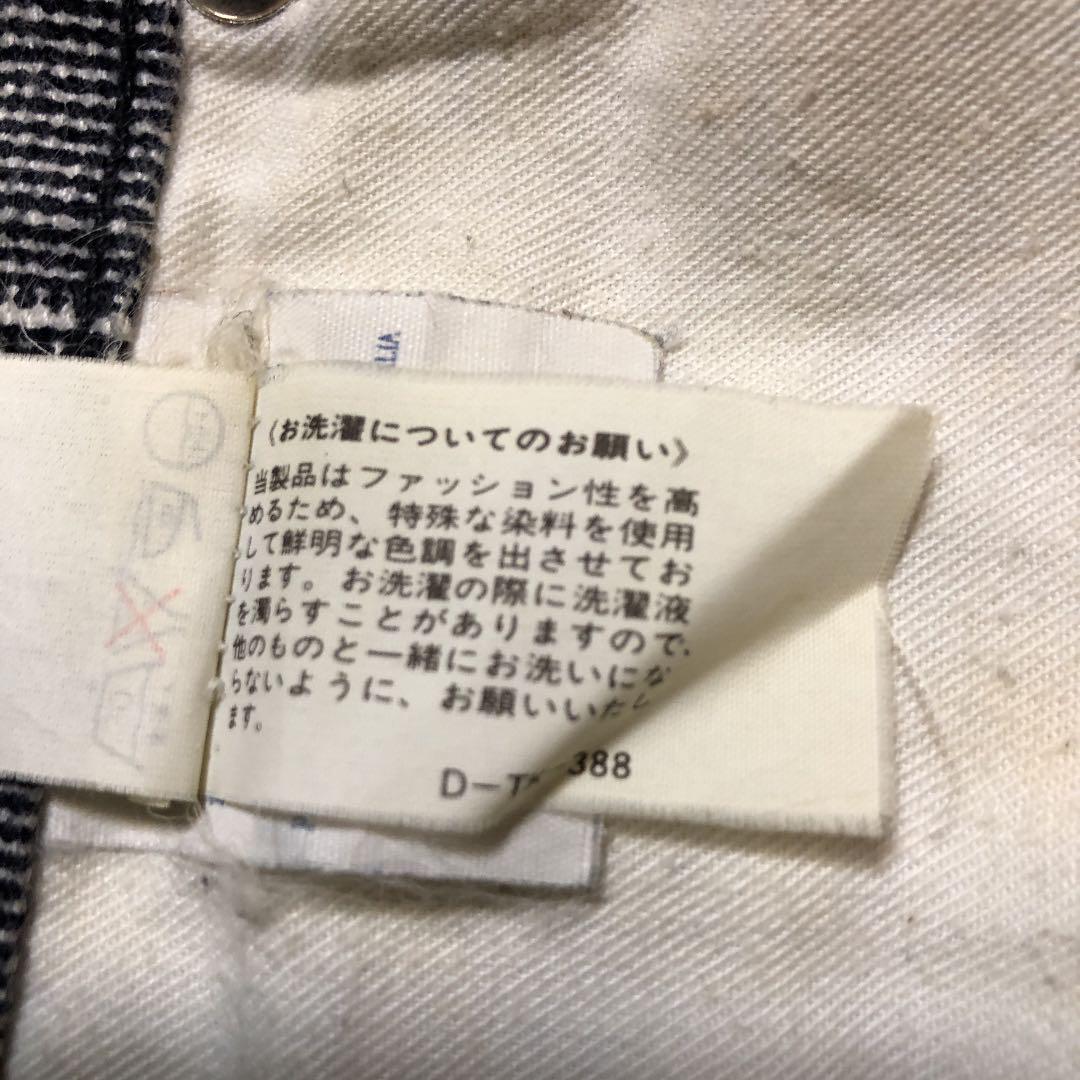 〈お洗濯についてのお願い〉
当製品はファッション性を高
めるため、特殊な染料を使用
して鮮明な色調を出させてお
ります。お洗濯の際に洗濯液
を濁らすことがありますので、
他のものと一緒にお洗いにな
らないように、お願いいたし
ます。
D-T 388
ALL